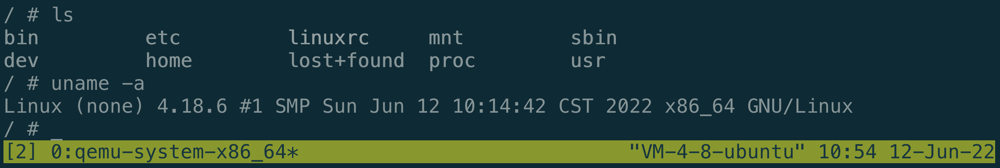 / # ls
bin         etc         linuxrc     mnt         sbin
dev         home        lost+found  proc        usr
/ # uname -a
Linux (none) 4.18.6 #1 SMP Sun Jun 12 10:14:42 CST 2022 x86_64 GNU/Linux
/ # _
[2] 0:qemu-system-x86_64* "VM-4-8-ubuntu" 10:54 12-Jun-22